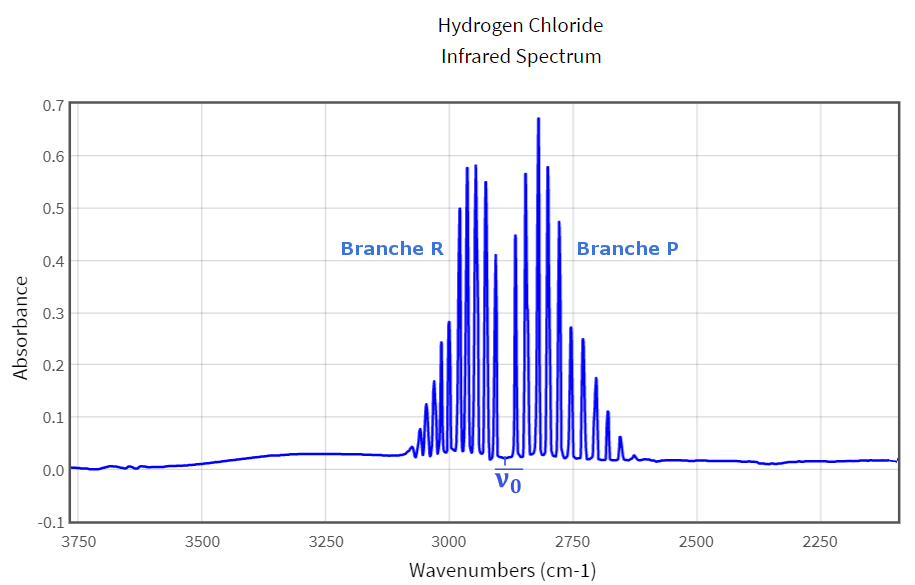 Hydrogen Chloride
Infrared Spectrum
0.7
0.6
0.5
0.4
0.3
0.2
0.1
0.0
-0.1
Absorbance
Branche R
Branche P
ν0
3750 3500 3250 3000 2750 2500 2250
Wavenumbers (cm-1)